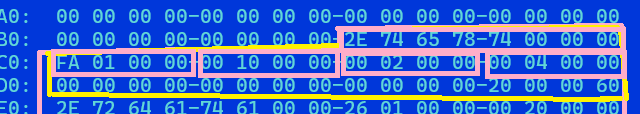 A0: 00 00 00 00-00 00 00 00-00 00 00 00-00 00 00 00
B0: 00 00 00 00-00 00 00 00-2E 74 65 78-74 00 00 00
C0: FA 01 00 00-00 10 00 00-00 02 00 00-00 04 00 00
D0: 00 00 00 00-00 00 00 00-00 00 00 00-20 00 00 60
E0: 2E 72 64 61-74 61 00 00-26 01 00 00-00 20 00 00